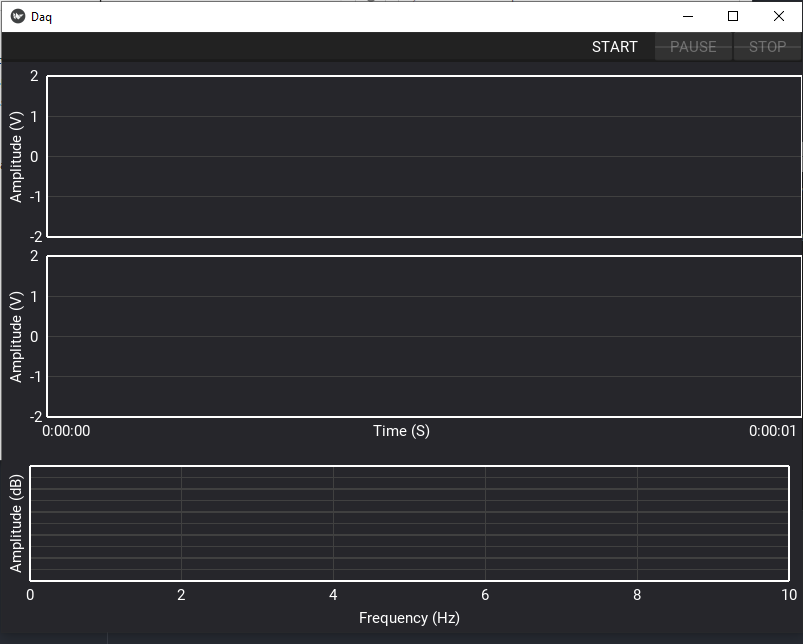 Daq
START PAUSE STOP
2
1
0
-1
-2
Amplitude (V)
2
1
0
-1
-2
Amplitude (V)
0:00:00 Time (S) 0:00:01
Amplitude (dB)
0 2 4 6 8 10
Frequency (Hz)